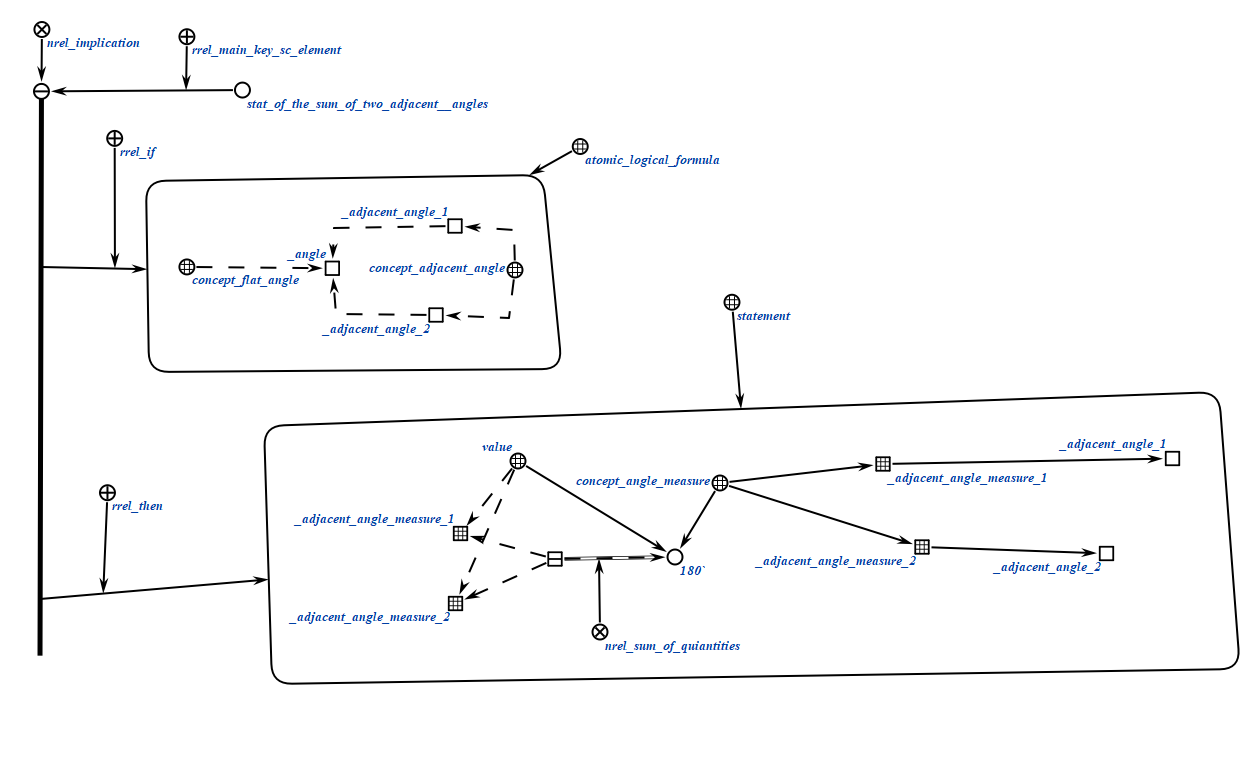 nrel_implication
rrel_main_key_sc_element
stat_of_the_sum_of_two_adjacent__angles
rrel_if
atomic_logical_formula
_adjacent_angle_1
_angle
concept_adjacent_angle
concept_flat_angle
_adjacent_angle_2
statement
_adjacent_angle_1
value
concept_angle_measure
_adjacent_angle_measure_1
rrel_then
_adjacent_angle_measure_1
_adjacent_angle_measure_2
_adjacent_angle_2
180`
_adjacent_angle_measure_2
nrel_sum_of_quiantities